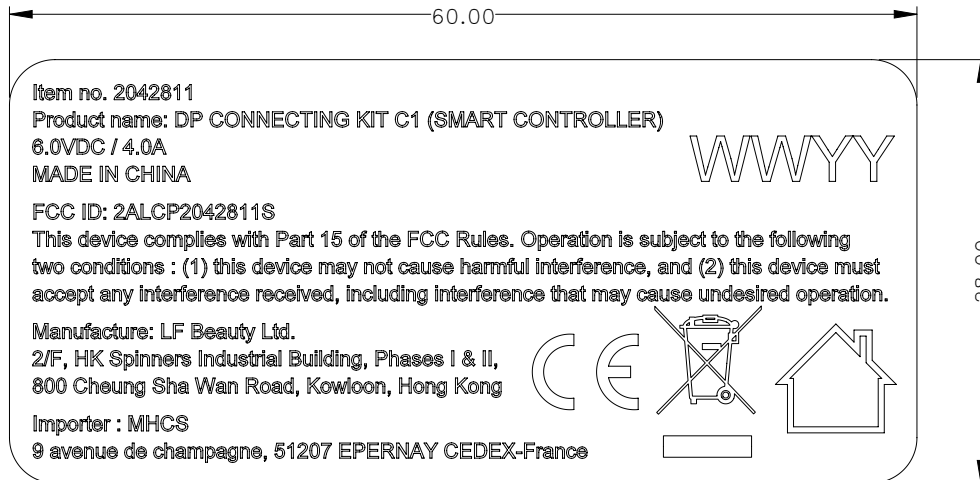 60.00
Item no. 2042811
Product name: DP CONNECTING KIT C1 (SMART CONTROLLER)
6.0VDC / 4.0A
MADE IN CHINA
WWYY
FCC ID: 2ALCP2042811S
This device complies with Part 15 of the FCC Rules. Operation is subject to the following
two conditions : (1) this device may not cause harmful interference, and (2) this device must
accept any interference received, including interference that may cause undesired operation.
Manufacture: LF Beauty Ltd.
2/F, HK Spinners Industrial Building, Phases I & II,
800 Cheung Sha Wan Road, Kowloon, Hong Kong
CE
Importer : MHCS
9 avenue de champagne, 51207 EPERNAY CEDEX-France